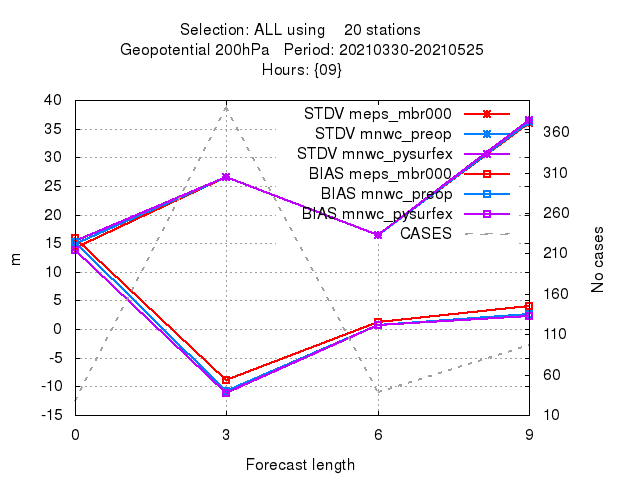 Selection: ALL using    20 stations
Geopotential 200hPa   Period: 20210330-20210525
Hours: {09}
40
35
30
25
20
15
10
5
0
-5
-10
-15
m
STDV meps_mbr000
STDV mnwc_preop
STDV mnwc_pysurfex
BIAS meps_mbr000
BIAS mnwc_preop
BIAS mnwc_pysurfex
CASES
360
310
260
210
160
110
60
10
No cases
0 3 6 9
Forecast length